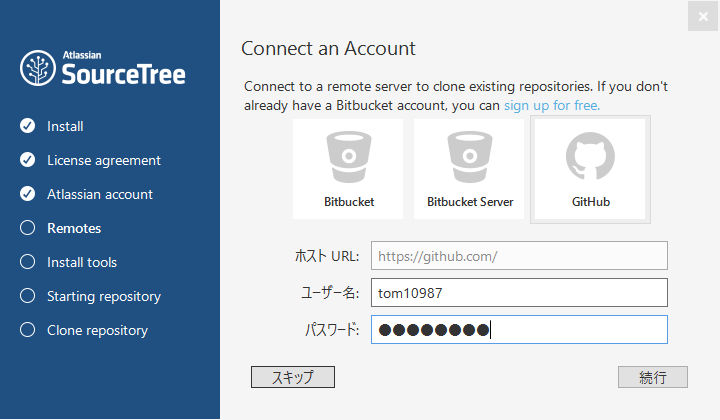 Atlassian
SourceTree
Install
License agreement
Atlassian account
Remotes
Install tools
Starting repository
Clone repository
Connect an Account
Connect to a remote server to clone existing repositories. If you don't
already have a Bitbucket account, you can sign up for free.
Bitbucket
Bitbucket Server
GitHub
ホスト URL: https://github.com/
ユーザー名: tom10987
パスワード: ●●●●●●●●
スキップ
続行